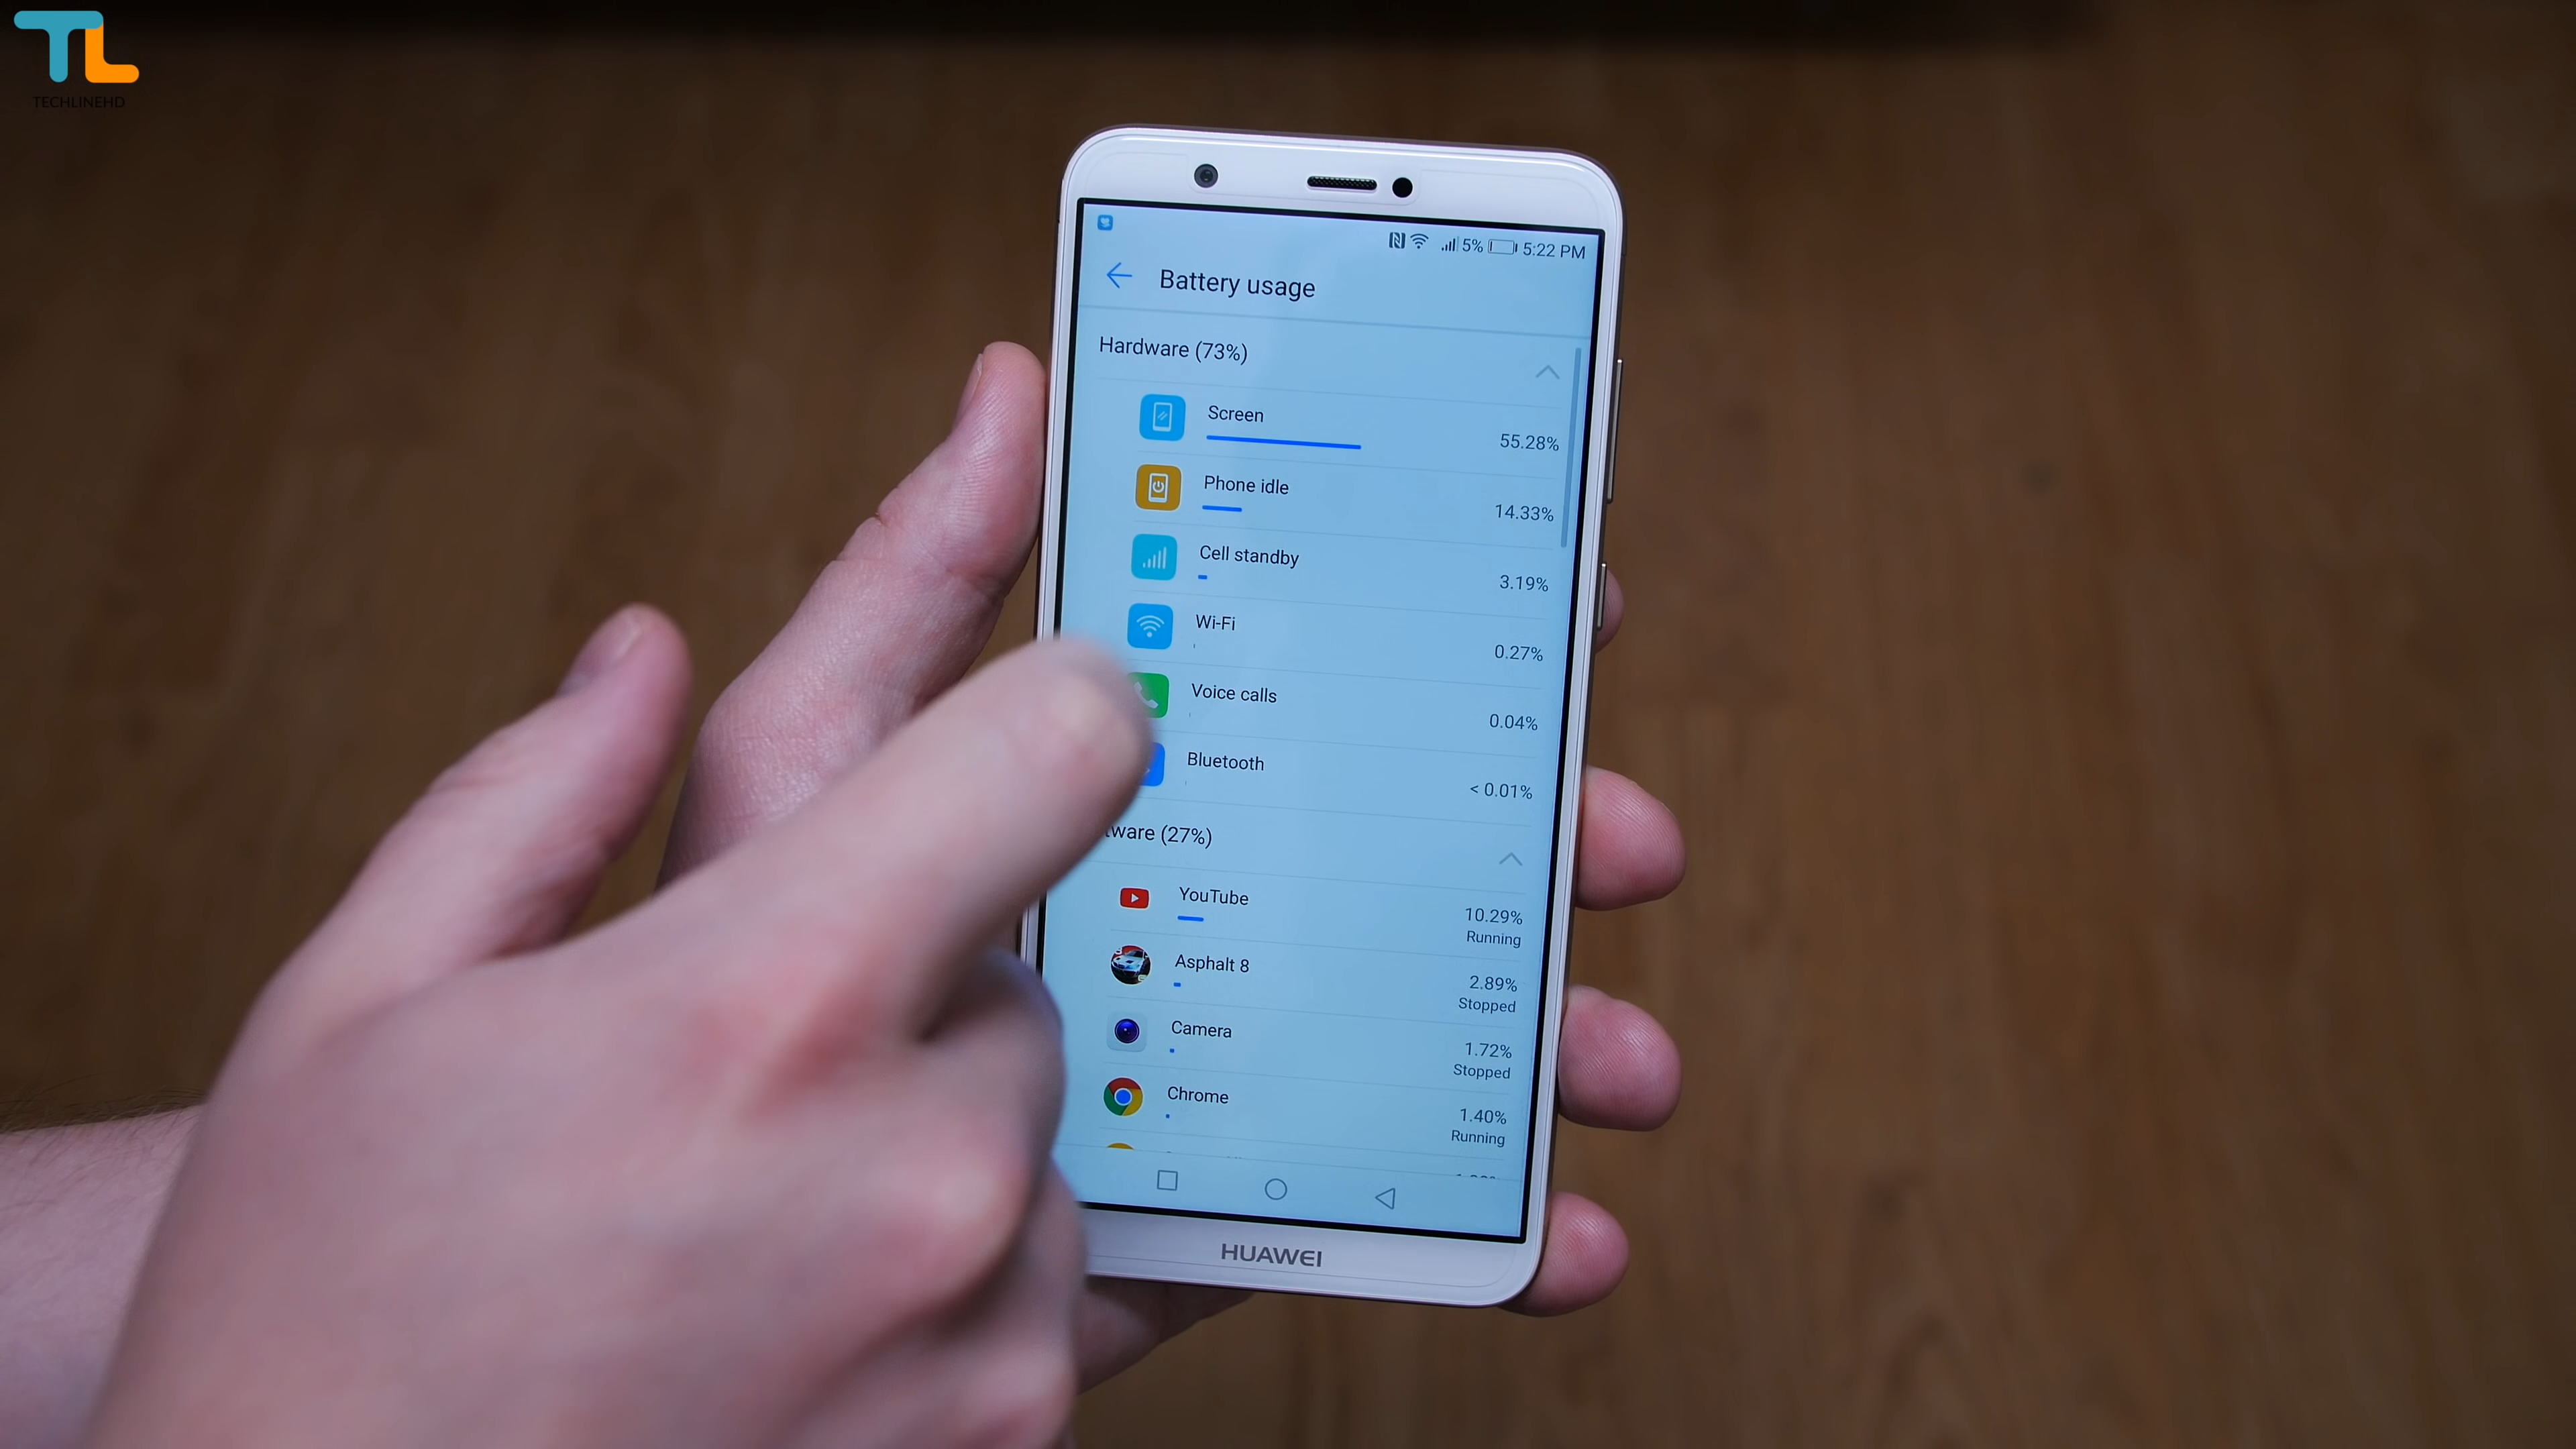 TL
TECHLINEHD
5% 5:22 PM
Battery usage
Hardware (73%)
Screen
55.28%
Phone idle
14.33%
Cell standby
3.19%
Wi-Fi
0.27%
Voice calls
0.04%
Bluetooth
< 0.01%
tware (27%)
YouTube
10.29%
Running
Asphalt 8
2.89%
Stopped
Camera
1.72%
Stopped
Chrome
1.40%
Running
HUAWEI